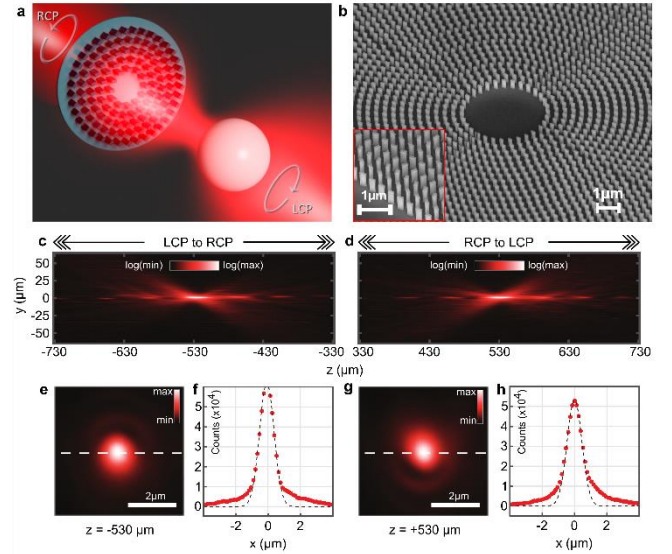 a
RCP
LCP
b
1μm
1μm
c
LCP to RCP
d
RCP to LCP
log(min)
log(max)
log(min)
log(max)
y (μm)
50
25
0
-25
-50
-730
-630
-530
-430
-330
330
430
530
630
730
z (μm)
e
max
min
2μm
z = -530 μm
f
Counts (x10⁴)
5
4
3
2
1
0
-2
0
2
x (μm)
g
max
min
2μm
z = +530 μm
h
Counts (x10⁴)
5
4
3
2
1
0
-2
0
2
x (μm)